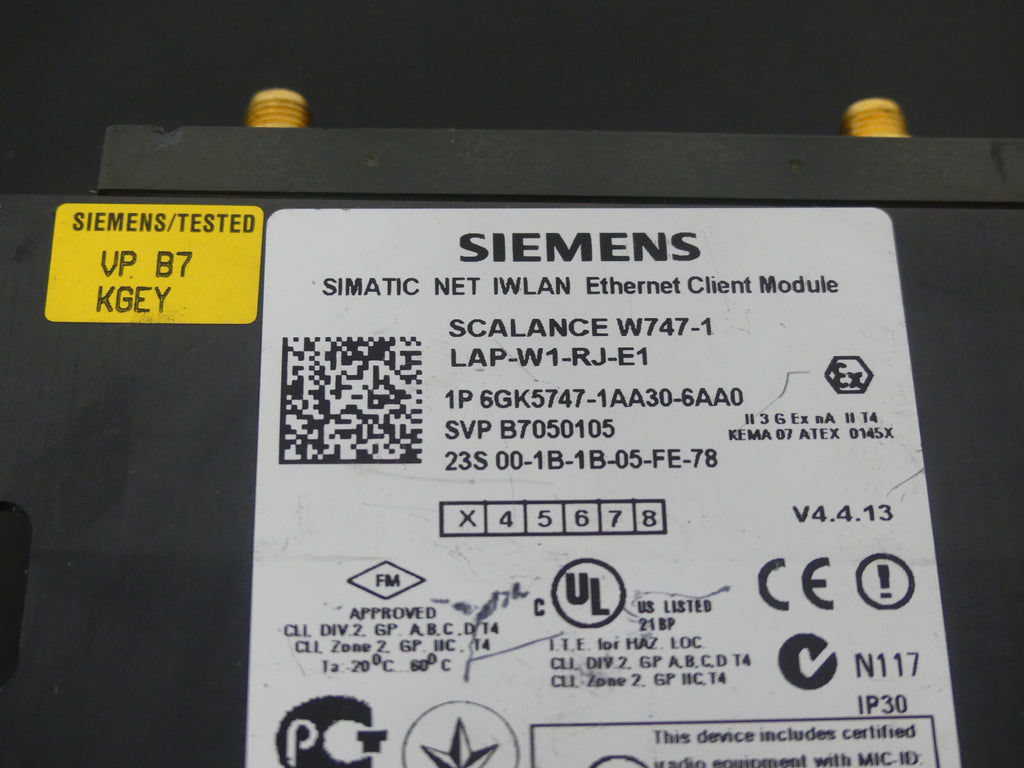 SIEMENS/TESTED
VP B7
KGEY
SIEMENS
SIMATIC NET IWLAN Ethernet Client Module
SCALANCE W747-1
LAP-W1-RJ-E1
1P 6GK5747-1AA30-6AA0
SVP B7050105
23S 00-1B-1B-05-FE-78
Ex
II 3 G Ex nA II T4
KEMA 07 ATEX 0145X
X 4 5 6 7 8
V4.4.13
FM
APPROVED
CL.I, DIV.2, GP. A,B,C,D T4
CL.I, Zone 2, GP. IIC, T4
Ta: -20°C...60°C
C UL US LISTED
21 BP
I.T.E. for HAZ. LOC.
CL.I, DIV.2, GP A,B,C,D T4
CL.I, Zone 2, GP IIC,T4
CE
N117
IP30
This device includes certified
radio equipment with MIC-ID: